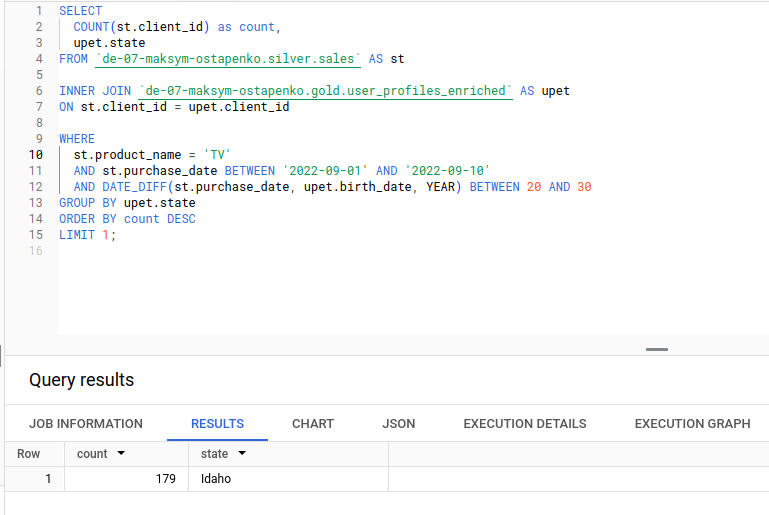 1 SELECT
2 COUNT(st.client_id) as count,
3 upet.state
4 FROM `de-07-maksym-ostapenko.silver.sales` AS st
5
6 INNER JOIN `de-07-maksym-ostapenko.gold.user_profiles_enriched` AS upet
7 ON st.client_id = upet.client_id
8
9 WHERE
10 st.product_name = 'TV'
11 AND st.purchase_date BETWEEN '2022-09-01' AND '2022-09-10'
12 AND DATE_DIFF(st.purchase_date, upet.birth_date, YEAR) BETWEEN 20 AND 30
13 GROUP BY upet.state
14 ORDER BY count DESC
15 LIMIT 1;
16
Query results
JOB INFORMATION RESULTS CHART JSON EXECUTION DETAILS EXECUTION GRAPH
Row count state
1 179 Idaho